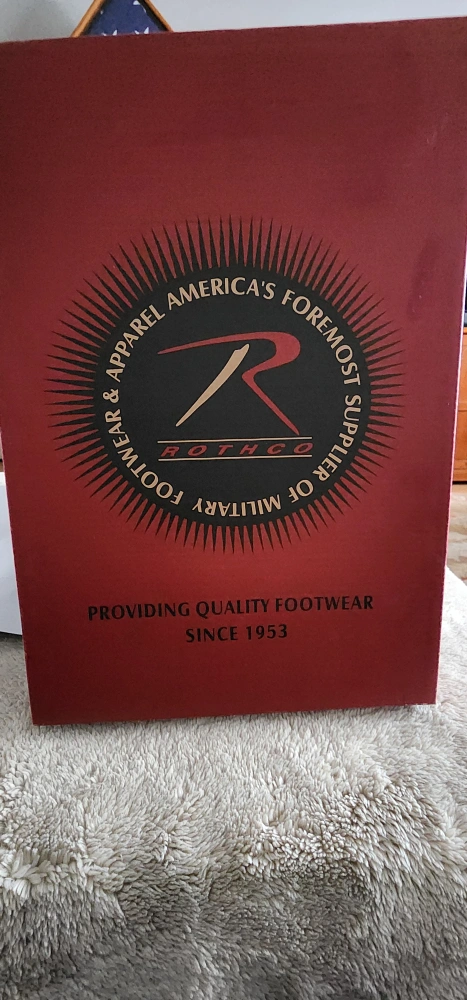 AMERICA'S FOREMOST SUPPLIER OF MILITARY FOOTWEAR & APPAREL
ROTHCO
PROVIDING QUALITY FOOTWEAR
SINCE 1953